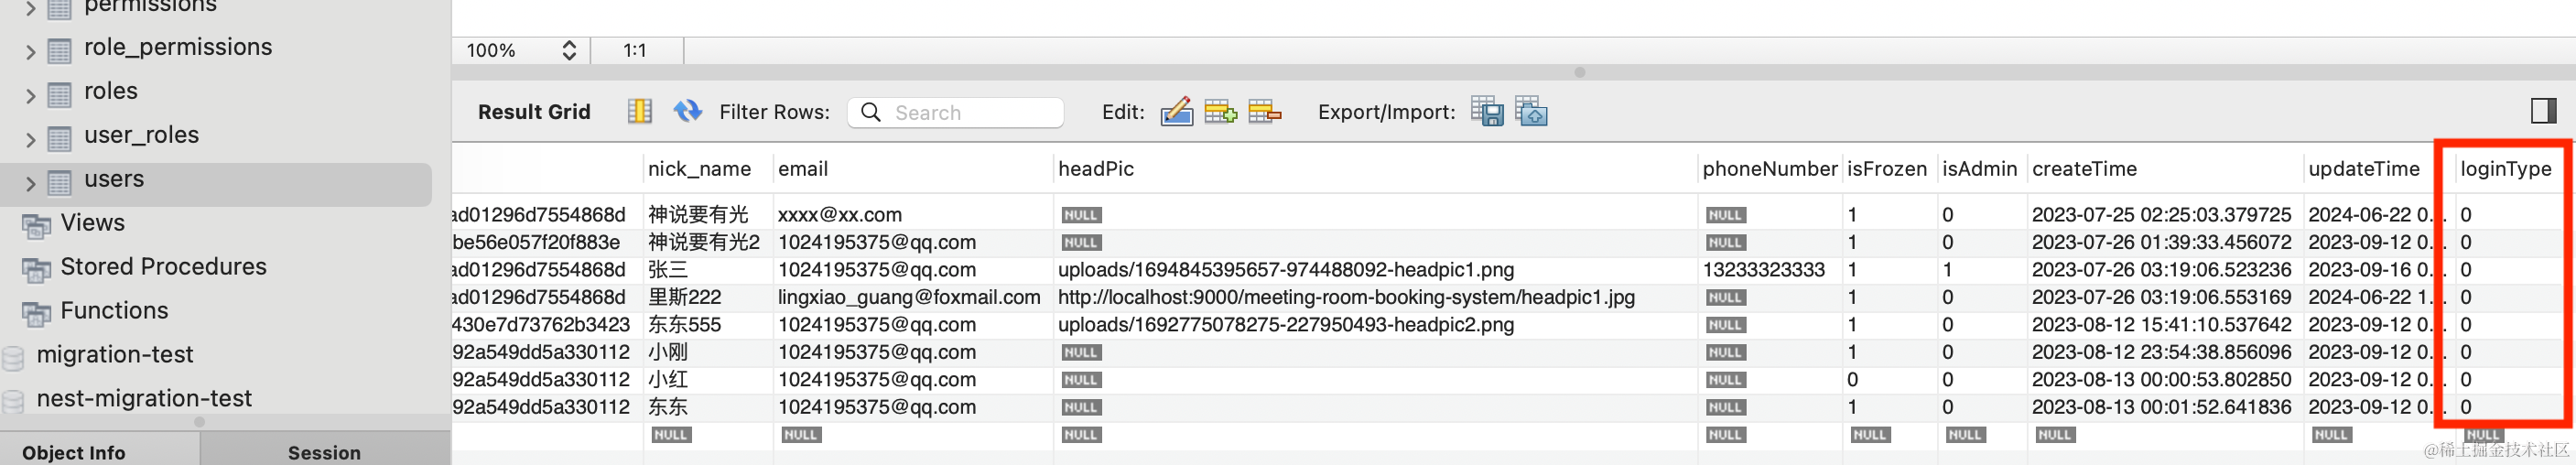 permissions
role_permissions
roles
user_roles
users
Views
Stored Procedures
Functions
migration-test
nest-migration-test
Object Info Session
100% 1:1
Result Grid Filter Rows: Search Edit: Export/Import:
nick_name email headPic phoneNumber isFrozen isAdmin createTime updateTime loginType
ad01296d7554868d 神说要有光 xxxx@xx.com NULL NULL 1 0 2023-07-25 02:25:03.379725 2024-06-22 0... 0
be56e057f20f883e 神说要有光2 1024195375@qq.com NULL NULL 1 0 2023-07-26 01:39:33.456072 2023-09-12 0... 0
ad01296d7554868d 张三 1024195375@qq.com uploads/1694845395657-974488092-headpic1.png 13233323333 1 1 2023-07-26 03:19:06.523236 2023-09-16 0... 0
ad01296d7554868d 里斯222 lingxiao_guang@foxmail.com http://localhost:9000/meeting-room-booking-system/headpic1.jpg NULL 1 0 2023-07-26 03:19:06.553169 2024-06-22 1... 0
430e7d73762b3423 东东555 1024195375@qq.com uploads/1692775078275-227950493-headpic2.png NULL 1 0 2023-08-12 15:41:10.537642 2023-09-12 0... 0
92a549dd5a330112 小刚 1024195375@qq.com NULL NULL 1 0 2023-08-12 23:54:38.856096 2023-09-12 0... 0
92a549dd5a330112 小红 1024195375@qq.com NULL NULL 0 0 2023-08-13 00:00:53.802850 2023-09-12 0... 0
92a549dd5a330112 东东 1024195375@qq.com NULL NULL 1 0 2023-08-13 00:01:52.641836 2023-09-12 0... 0
NULL NULL NULL NULL NULL NULL NULL NULL NULL
@稀土掘金技术社区